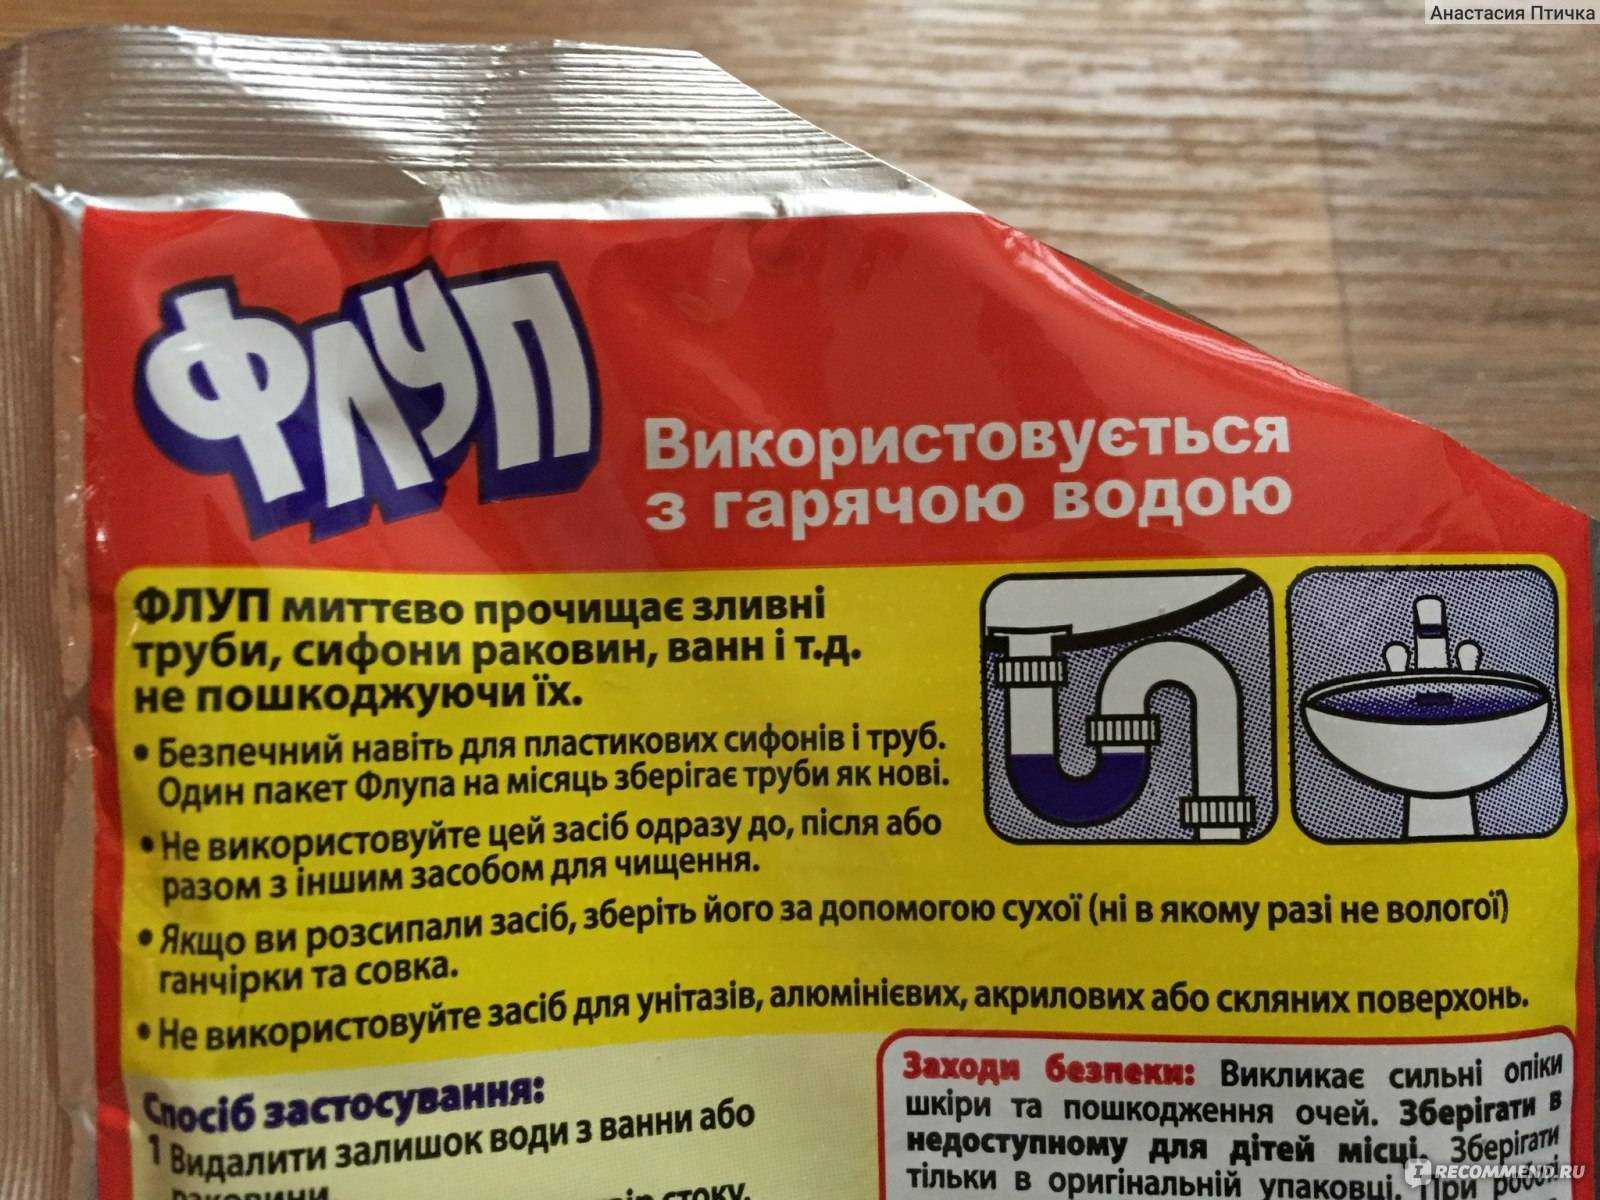 Анастасия Птичка
ФЛУП
Використовується
з гарячою водою
ФЛУП миттєво прочищає зливні
труби, сифони раковин, ванн і т.д.
не пошкоджуючи їх.
• Безпечний навіть для пластикових сифонів і труб.
Один пакет Флупа на місяць зберігає труби як нові.
• Не використовуйте цей засіб одразу до, після або
разом з іншим засобом для чищення.
• Якщо ви розсипали засіб, зберіть його за допомогою сухої (ні в якому разі не вологої)
ганчірки та совка.
• Не використовуйте засіб для унітазів, алюмінієвих, акрилових або скляних поверхонь.
Спосіб застосування:
1 Видалити залишок води з ванни або
раковини.
стоку.
Заходи безпеки: Викликає сильні опіки
шкіри та пошкодження очей. Зберігати в
недоступному для дітей місці. Зберігати
тільки в оригінальній упаковці. При роботі
IRECOMMEND.RU